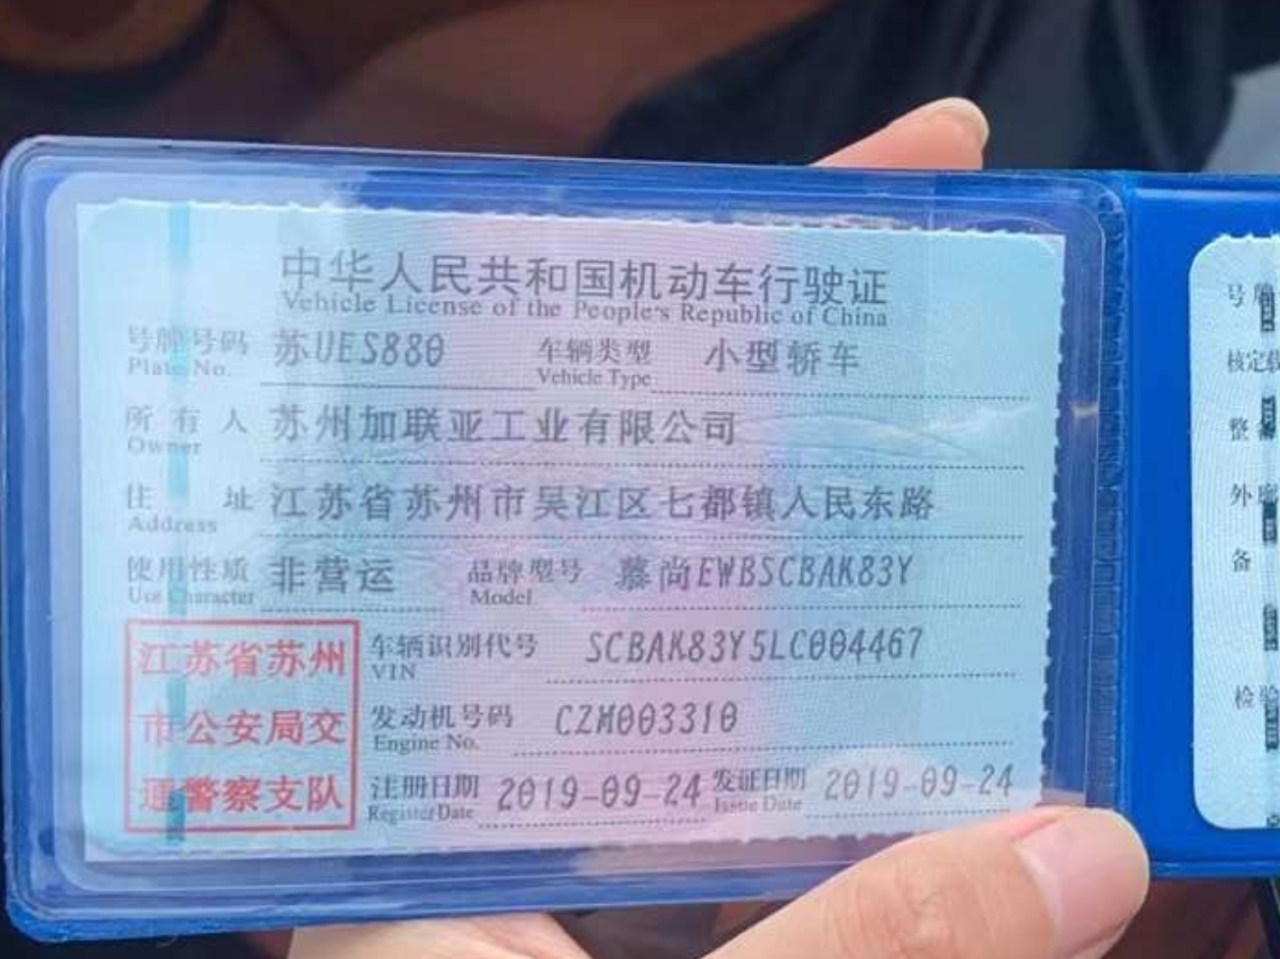 中华人民共和国机动车行驶证
Vehicle License of the People's Republic of China
号牌号码 苏UES880 车辆类型 小型轿车
Plate No. Vehicle Type
所有人 苏州加联亚工业有限公司
Owner
住址 江苏省苏州市吴江区七都镇人民东路
Address
使用性质 非营运 品牌型号 慕尚EWBSCBAK83Y
Use Character Model
江苏省苏州
市公安局交
通警察支队
车辆识别代号 SCBAK83Y5LC004467
VIN
发动机号码 CZM003310
Engine No.
注册日期 2019-09-24 发证日期 2019-09-24
Register Date Issue Date
号牌
核定载
整
外
备
检验